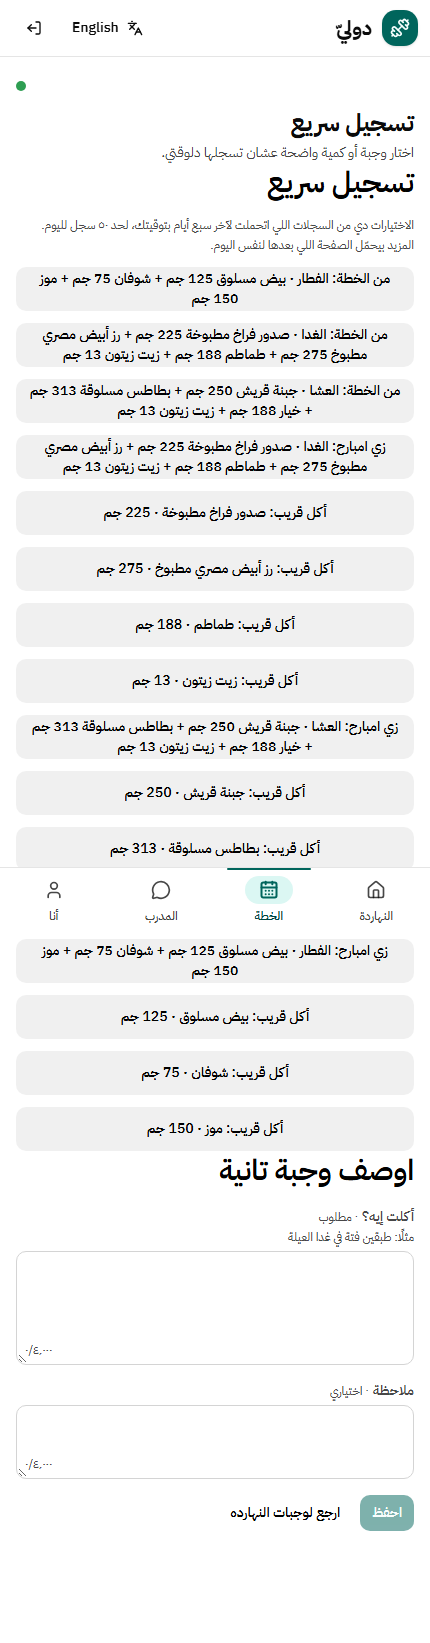 دوليّ
English
تسجيل سريع
اختار وجبة أو كمية واضحة عشان تسجلها دلوقتي.
تسجيل سريع
الاختيارات دي من السجلات اللي اتحملت لآخر سبع أيام بتوقيتك، لحد ٥٠ سجل لليوم.
المزيد بيحمّل الصفحة اللي بعدها لنفس اليوم.
من الخطة: الفطار · بيض مسلوق 125 جم + شوفان 75 جم + موز
150 جم
من الخطة: الغدا · صدور فراخ مطبوخة 225 جم + رز أبيض مصري
مطبوخ 275 جم + طماطم 188 جم + زيت زيتون 13 جم
من الخطة: العشا · جبنة قريش 250 جم + بطاطس مسلوقة 313 جم
+ خيار 188 جم + زيت زيتون 13 جم
زي امبارح: الغدا · صدور فراخ مطبوخة 225 جم + رز أبيض مصري
مطبوخ 275 جم + طماطم 188 جم + زيت زيتون 13 جم
أكل قريب: صدور فراخ مطبوخة · 225 جم
أكل قريب: رز أبيض مصري مطبوخ · 275 جم
أكل قريب: طماطم · 188 جم
أكل قريب: زيت زيتون · 13 جم
زي امبارح: العشا · جبنة قريش 250 جم + بطاطس مسلوقة 313 جم
+ خيار 188 جم + زيت زيتون 13 جم
أكل قريب: جبنة قريش · 250 جم
أكل قريب: بطاطس مسلوقة · 313 جم
النهاردة
الخطة
المدرب
أنا
زي امبارح: الفطار · بيض مسلوق 125 جم + شوفان 75 جم + موز
150 جم
أكل قريب: بيض مسلوق · 125 جم
أكل قريب: شوفان · 75 جم
أكل قريب: موز · 150 جم
اوصف وجبة تانية
أكلت إيه؟ · مطلوب
مثلًا: طبقين فتة في غدا العيلة
٠/٤٬٠٠٠
ملاحظة · اختياري
٠/٤٬٠٠٠
احفظ
ارجع لوجبات النهارده